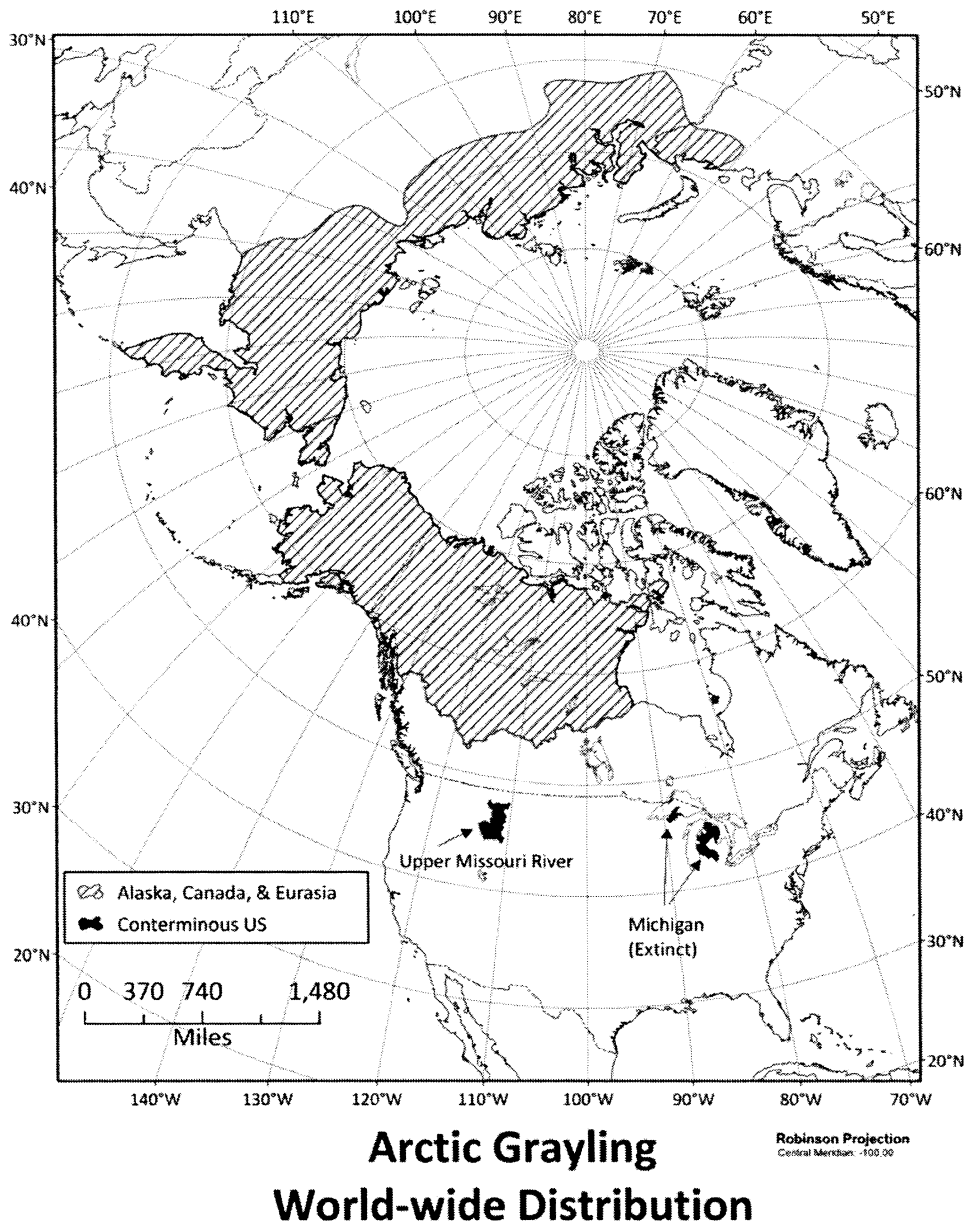 110°E 100°E 90°E 80°E 70°E 60°E 50°E
30°N
50°N
40°N
60°N
60°N
40°N
50°N
30°N
40°N
Upper Missouri River
Alaska, Canada, & Eurasia
Conterminous US
Michigan
(Extinct)
20°N
30°N
0 370 740 1,480
Miles
20°N
140°W 130°W 120°W 110°W 100°W 90°W 80°W 70°W
Arctic Grayling
World-wide Distribution
Robinson Projection
Central Meridian: -100.00